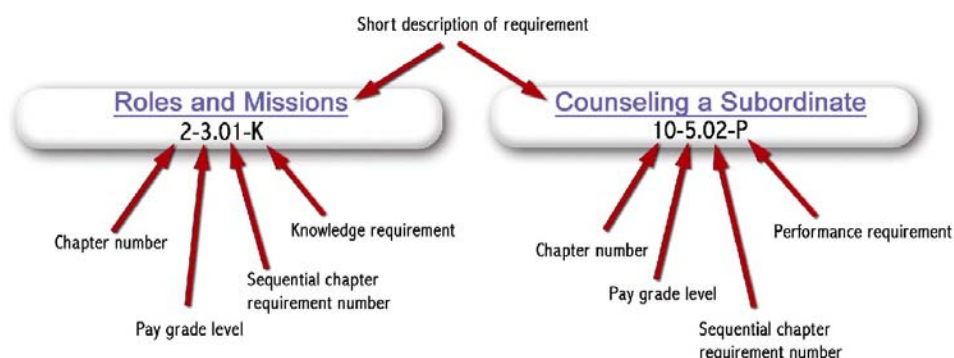 Short description of requirement
Roles and Missions
2-3.01-K
Counseling a Subordinate
10-5.02-P
Chapter number
Knowledge requirement
Sequential chapter
requirement number
Pay grade level
Chapter number
Performance requirement
Pay grade level
Sequential chapter
requirement number